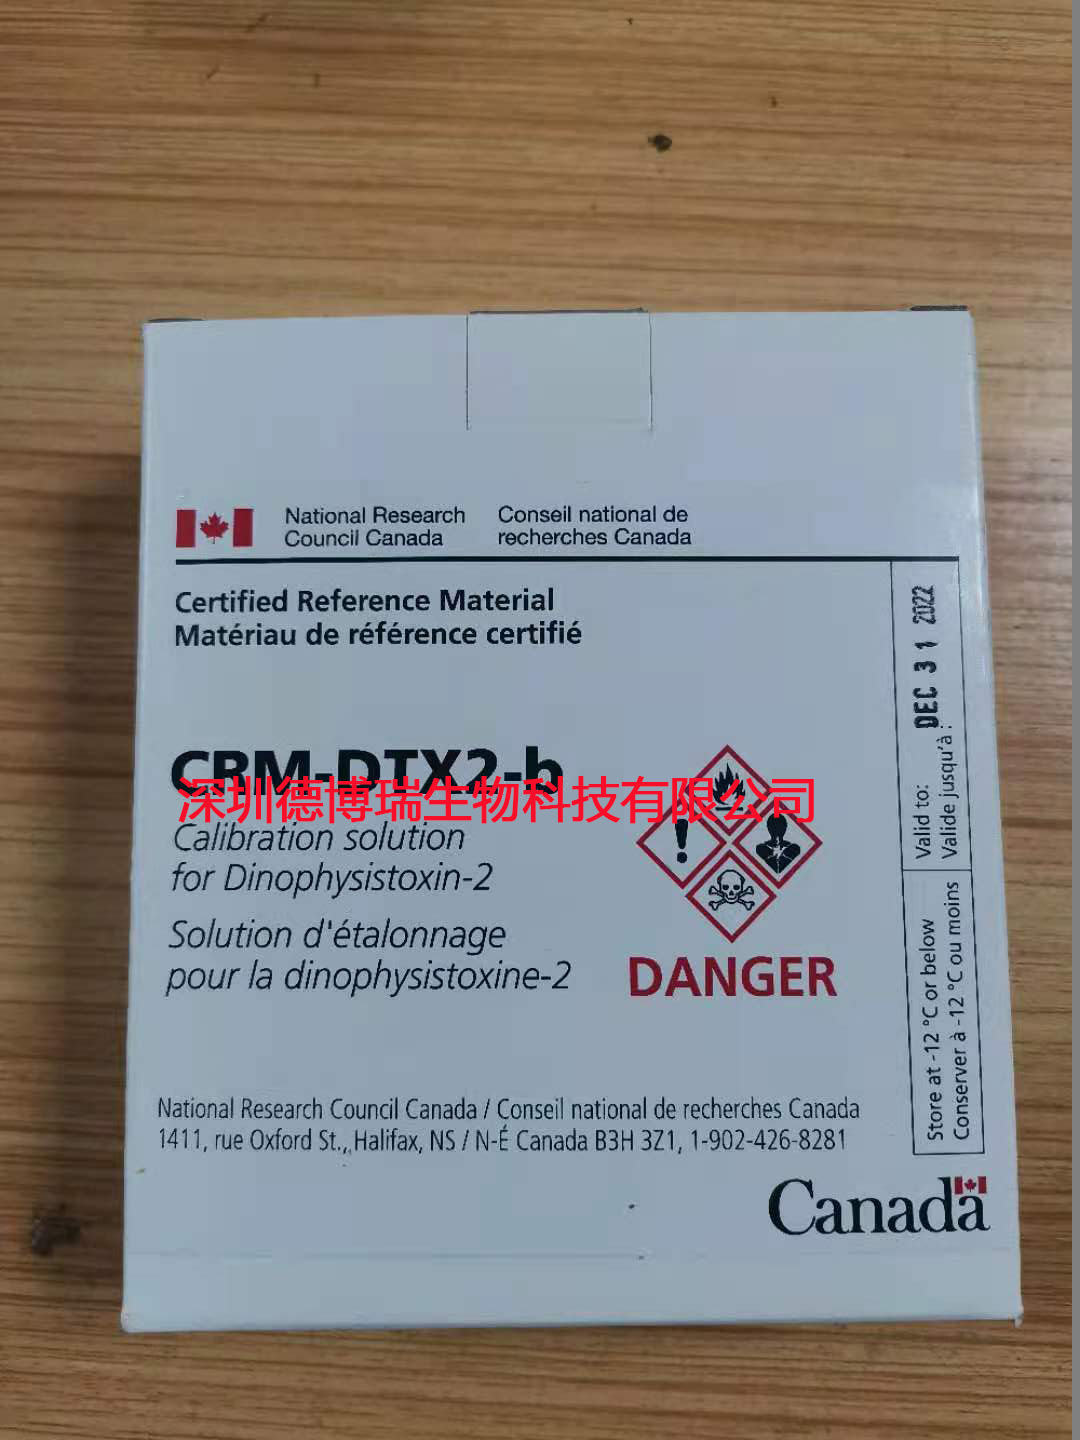 National Research
Council Canada
Conseil national de
recherches Canada
Certified Reference Material
Matériau de référence certifié
CRM-DTX2-b
深圳德博瑞生物科技有限公司
Calibration solution
for Dinophysistoxin-2
Solution d'étalonnage
pour la dinophysistoxine-2
DANGER
Valid to:
Valide jusqu'à :
DEC 31 2022
Store at -12 °C or below
Conserver à -12 °C ou moins
National Research Council Canada / Conseil national de recherches Canada
1411, rue Oxford St., Halifax, NS / N-É Canada B3H 3Z1, 1-902-426-8281
Canada